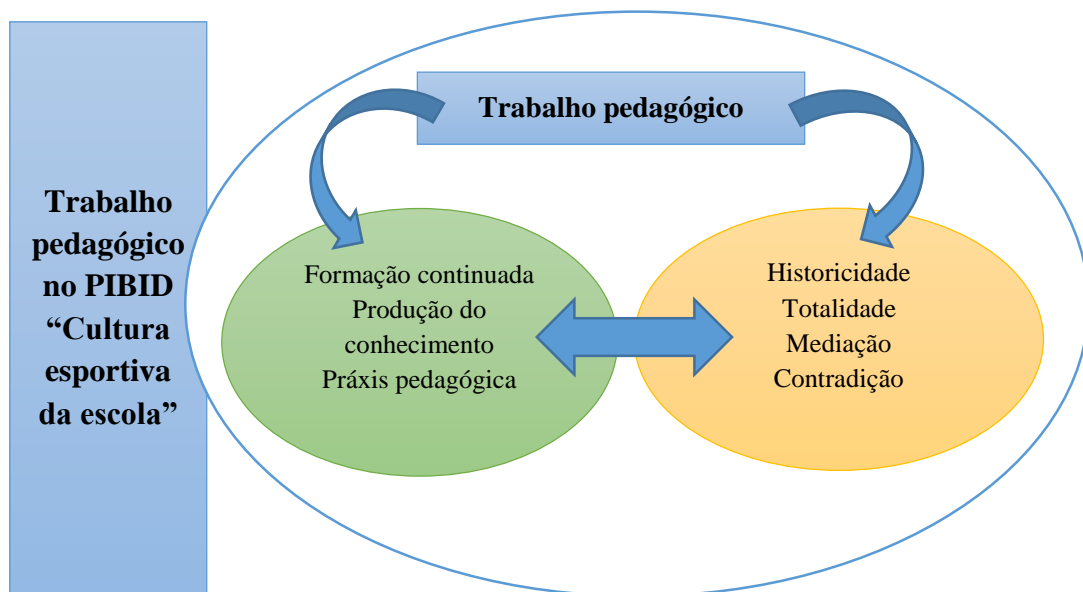 Trabalho
pedagógico
no PIBID
“Cultura
esportiva
da escola”
Trabalho pedagógico
Formação continuada
Produção do
conhecimento
Práxis pedagógica
Historicidade
Totalidade
Mediação
Contradição